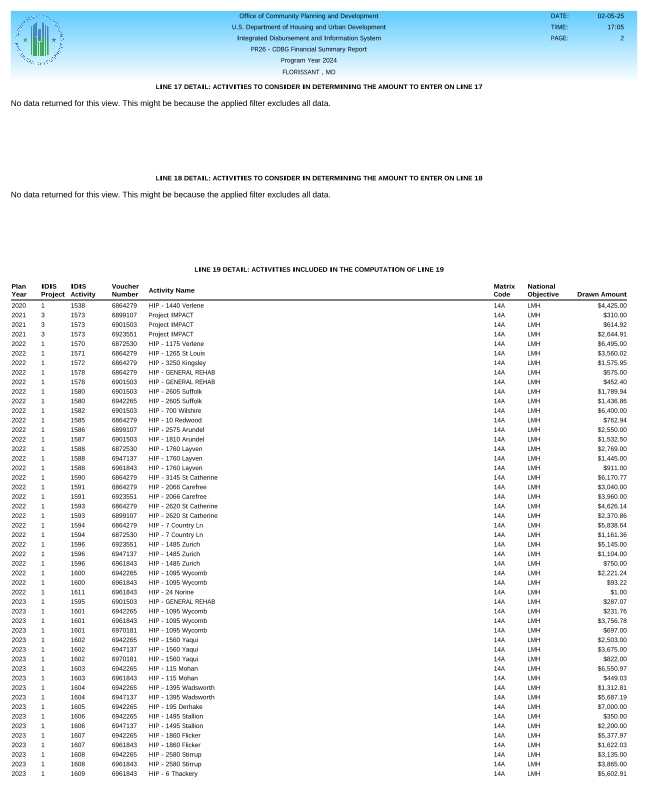 Office of Community Planning and Development DATE: 02-05-25
U.S. Department of Housing and Urban Development TIME: 17:05
Integrated Disbursement and Information System PAGE: 2
PR26 - CDBG Financial Summary Report
Program Year 2024
FLORISSANT , MO
LINE 17 DETAIL: ACTIVITIES TO CONSIDER IN DETERMINING THE AMOUNT TO ENTER ON LINE 17
No data returned for this view. This might be because the applied filter excludes all data.
LINE 18 DETAIL: ACTIVITIES TO CONSIDER IN DETERMINING THE AMOUNT TO ENTER ON LINE 18
No data returned for this view. This might be because the applied filter excludes all data.
LINE 19 DETAIL: ACTIVITIES INCLUDED IN THE COMPUTATION OF LINE 19
Plan Year IDIS Project IDIS Activity Voucher Number Activity Name Matrix Code National Objective Drawn Amount
2020 1 1538 6864279 HIP - 1440 Verlene 14A LMH $4,425.00
2021 3 1573 6899107 Project IMPACT 14A LMH $310.00
2021 3 1573 6901503 Project IMPACT 14A LMH $614.92
2021 3 1573 6923551 Project IMPACT 14A LMH $2,644.91
2022 1 1570 6872530 HIP - 1175 Verlene 14A LMH $6,495.00
2022 1 1571 6864279 HIP - 1265 St Louis 14A LMH $3,560.02
2022 1 1572 6864279 HIP - 3250 Kingsley 14A LMH $1,575.95
2022 1 1578 6864279 HIP - GENERAL REHAB 14A LMH $575.00
2022 1 1578 6901503 HIP - GENERAL REHAB 14A LMH $452.40
2022 1 1580 6901503 HIP - 2605 Suffolk 14A LMH $1,789.94
2022 1 1580 6942265 HIP - 2605 Suffolk 14A LMH $1,436.86
2022 1 1582 6901503 HIP - 700 Wilshire 14A LMH $6,400.00
2022 1 1585 6864279 HIP - 10 Redwood 14A LMH $762.94
2022 1 1586 6899107 HIP - 2575 Arundel 14A LMH $2,550.00
2022 1 1587 6901503 HIP - 1810 Arundel 14A LMH $1,532.50
2022 1 1588 6872530 HIP - 1760 Layven 14A LMH $2,769.00
2022 1 1588 6947137 HIP - 1760 Layven 14A LMH $1,445.00
2022 1 1588 6961843 HIP - 1760 Layven 14A LMH $911.00
2022 1 1590 6864279 HIP - 3145 St Catherine 14A LMH $6,170.77
2022 1 1591 6864279 HIP - 2066 Carefree 14A LMH $3,040.00
2022 1 1591 6923551 HIP - 2066 Carefree 14A LMH $3,960.00
2022 1 1593 6864279 HIP - 2620 St Catherine 14A LMH $4,626.14
2022 1 1593 6899107 HIP - 2620 St Catherine 14A LMH $2,370.86
2022 1 1594 6864279 HIP - 7 Country Ln 14A LMH $5,838.64
2022 1 1594 6872530 HIP - 7 Country Ln 14A LMH $1,161.36
2022 1 1596 6923551 HIP - 1485 Zurich 14A LMH $5,145.00
2022 1 1596 6947137 HIP - 1485 Zurich 14A LMH $1,104.00
2022 1 1596 6961843 HIP - 1485 Zurich 14A LMH $750.00
2022 1 1600 6942265 HIP - 1095 Wycomb 14A LMH $2,221.24
2022 1 1600 6961843 HIP - 1095 Wycomb 14A LMH $93.22
2022 1 1611 6961843 HIP - 24 Norine 14A LMH $1.00
2023 1 1595 6901503 HIP - GENERAL REHAB 14A LMH $287.07
2023 1 1601 6942265 HIP - 1095 Wycomb 14A LMH $231.76
2023 1 1601 6961843 HIP - 1095 Wycomb 14A LMH $3,756.78
2023 1 1601 6970181 HIP - 1095 Wycomb 14A LMH $697.00
2023 1 1602 6942265 HIP - 1560 Yaqui 14A LMH $2,503.00
2023 1 1602 6947137 HIP - 1560 Yaqui 14A LMH $3,675.00
2023 1 1602 6970181 HIP - 1560 Yaqui 14A LMH $822.00
2023 1 1603 6942265 HIP - 115 Mohan 14A LMH $6,550.97
2023 1 1603 6961843 HIP - 115 Mohan 14A LMH $449.03
2023 1 1604 6942265 HIP - 1395 Wadsworth 14A LMH $1,312.81
2023 1 1604 6947137 HIP - 1395 Wadsworth 14A LMH $5,687.19
2023 1 1605 6942265 HIP - 195 Derhake 14A LMH $7,000.00
2023 1 1606 6942265 HIP - 1495 Stallion 14A LMH $350.00
2023 1 1606 6947137 HIP - 1495 Stallion 14A LMH $2,200.00
2023 1 1607 6942265 HIP - 1860 Flicker 14A LMH $5,377.97
2023 1 1607 6961843 HIP - 1860 Flicker 14A LMH $1,622.03
2023 1 1608 6942265 HIP - 2580 Stirrup 14A LMH $3,135.00
2023 1 1608 6961843 HIP - 2580 Stirrup 14A LMH $3,865.00
2023 1 1609 6961843 HIP - 6 Thackery 14A LMH $5,602.91